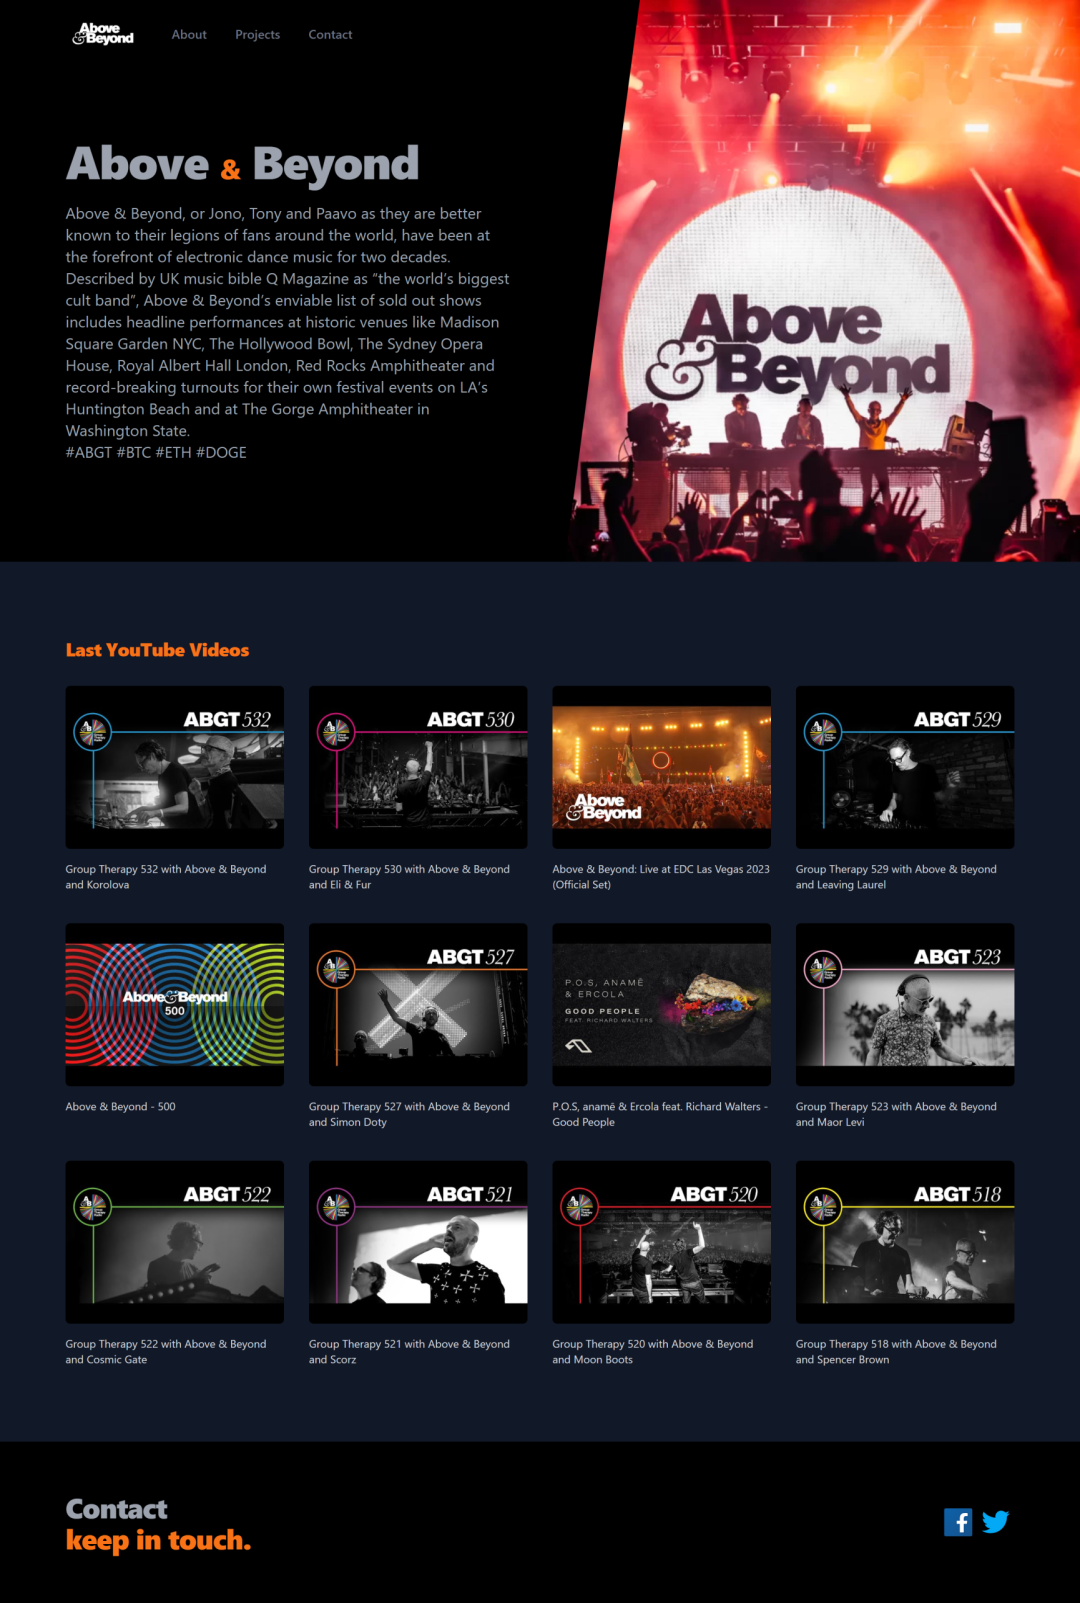 Above
&Beyond
About Projects Contact
Above & Beyond
Above & Beyond, or Jono, Tony and Paavo as they are better
known to their legions of fans around the world, have been at
the forefront of electronic dance music for two decades.
Described by UK music bible Q Magazine as “the world’s biggest
cult band”, Above & Beyond’s enviable list of sold out shows
includes headline performances at historic venues like Madison
Square Garden NYC, The Hollywood Bowl, The Sydney Opera
House, Royal Albert Hall London, Red Rocks Amphitheater and
record-breaking turnouts for their own festival events on LA’s
Huntington Beach and at The Gorge Amphitheater in
Washington State.
#ABGT #BTC #ETH #DOGE
Above
&Beyond
Last YouTube Videos
ABGT 532
Group Therapy 532 with Above & Beyond
and Korolova
ABGT 530
Group Therapy 530 with Above & Beyond
and Eli & Fur
Above
&Beyond
Above & Beyond: Live at EDC Las Vegas 2023
(Official Set)
ABGT 529
Group Therapy 529 with Above & Beyond
and Leaving Laurel
Above&Beyond
500
Above & Beyond - 500
ABGT 527
Group Therapy 527 with Above & Beyond
and Simon Doty
P.O.S, ANAMĒ
& ERCOLA
GOOD PEOPLE
FEAT. RICHARD WALTERS
P.O.S, anamē & Ercola feat. Richard Walters -
Good People
ABGT 523
Group Therapy 523 with Above & Beyond
and Maor Levi
ABGT 522
Group Therapy 522 with Above & Beyond
and Cosmic Gate
ABGT 521
Group Therapy 521 with Above & Beyond
and Scorz
ABGT 520
Group Therapy 520 with Above & Beyond
and Moon Boots
ABGT 518
Group Therapy 518 with Above & Beyond
and Spencer Brown
Contact
keep in touch.